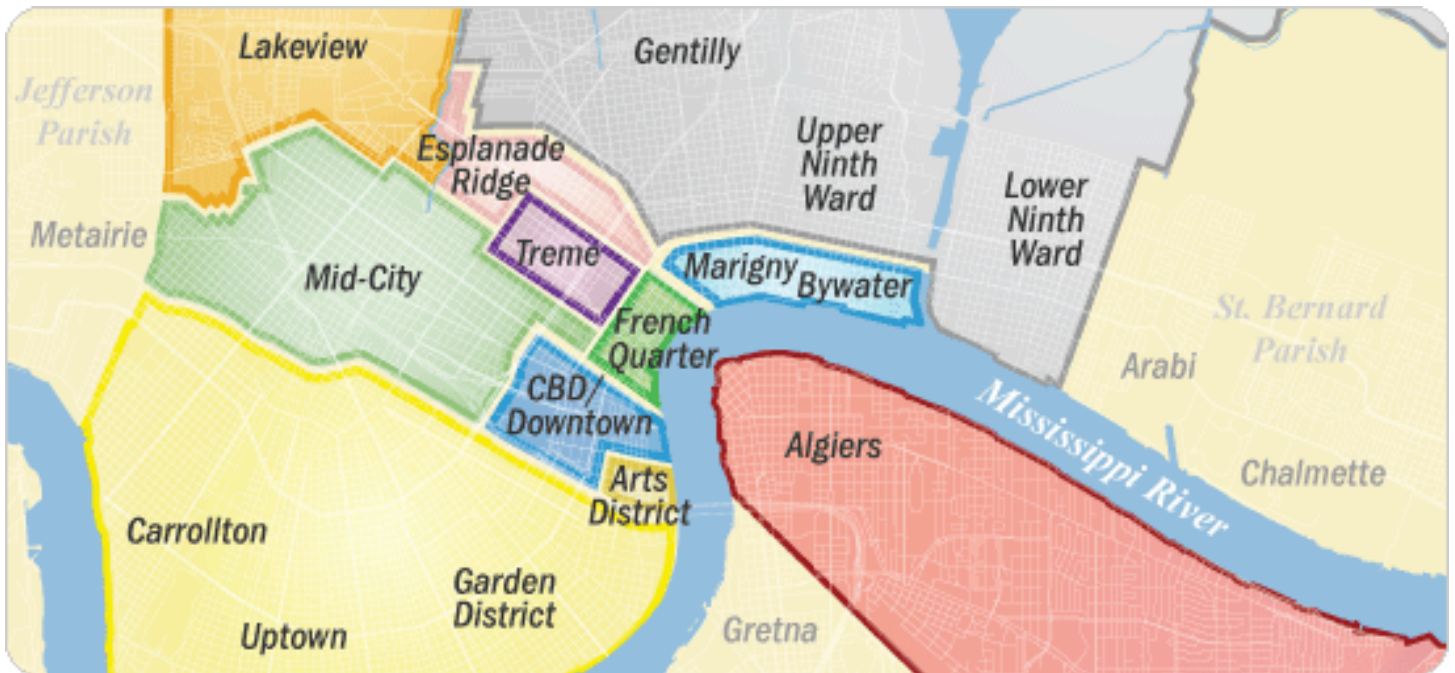 Lakeview
Gentilly
Jefferson
Parish
Esplanade
Ridge
Upper
Ninth
Ward
Lower
Ninth
Ward
Metairie
Treme
Mid-City
Marigny
Bywater
French
Quarter
St. Bernard
Parish
Arabi
CBD/
Downtown
Mississippi River
Algiers
Arts
District
Chalmette
Carrollton
Garden
District
Uptown
Gretna